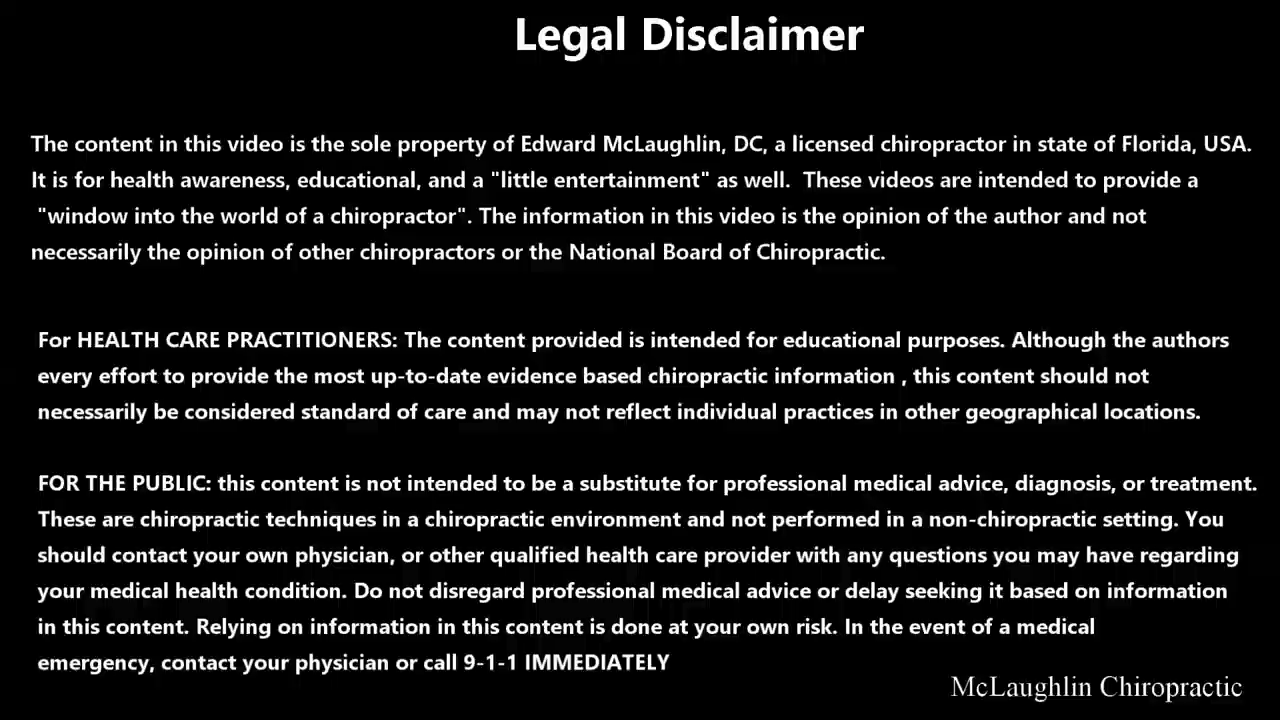 Legal Disclaimer
The content in this video is the sole property of Edward McLaughlin, DC, a licensed chiropractor in state of Florida, USA.
It is for health awareness, educational, and a "little entertainment" as well. These videos are intended to provide a
"window into the world of a chiropractor". The information in this video is the opinion of the author and not
necessarily the opinion of other chiropractors or the National Board of Chiropractic.
For HEALTH CARE PRACTITIONERS: The content provided is intended for educational purposes. Although the authors
every effort to provide the most up-to-date evidence based chiropractic information , this content should not
necessarily be considered standard of care and may not reflect individual practices in other geographical locations.
FOR THE PUBLIC: this content is not intended to be a substitute for professional medical advice, diagnosis, or treatment.
These are chiropractic techniques in a chiropractic environment and not performed in a non-chiropractic setting. You
should contact your own physician, or other qualified health care provider with any questions you may have regarding
your medical health condition. Do not disregard professional medical advice or delay seeking it based on information
in this content. Relying on information in this content is done at your own risk. In the event of a medical
emergency, contact your physician or call 9-1-1 IMMEDIATELY
McLaughlin Chiropractic